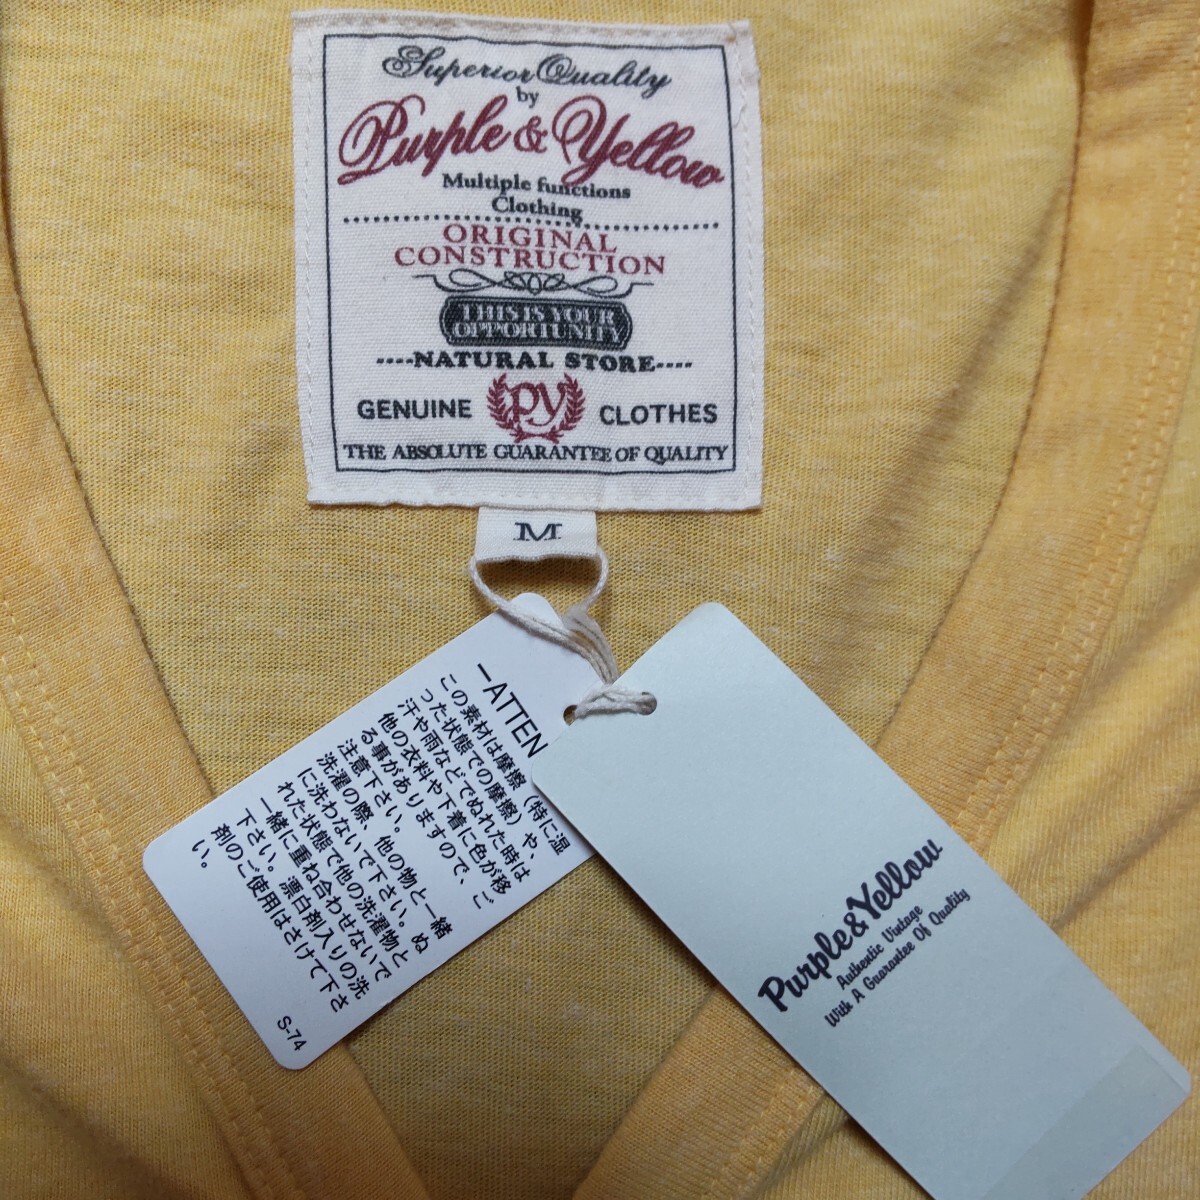 Superior Quality
by
Purple & Yellow
Multiple functions
Clothing
ORIGINAL
CONSTRUCTION
THIS IS YOUR
OPPORTUNITY
----NATURAL STORE----
GENUINE PY CLOTHES
THE ABSOLUTE GUARANTEE OF QUALITY
M
ーATTEN
この素材は摩擦（特に湿
った状態での摩擦）や、
汗や雨などでぬれた時は
他の衣料や下着に色が移
る事がありますので、ご
注意下さい。
洗濯の際、他の物と一緒
に洗わないで下さい。ぬ
れた状態で他の洗濯物と
一緒に重ね合わせないで
下さい。漂白剤入りの洗
剤のご使用はさけて下さ
い。
S-74
Purple&Yellow
Authentic Vintage
With A Guarantee Of Quality